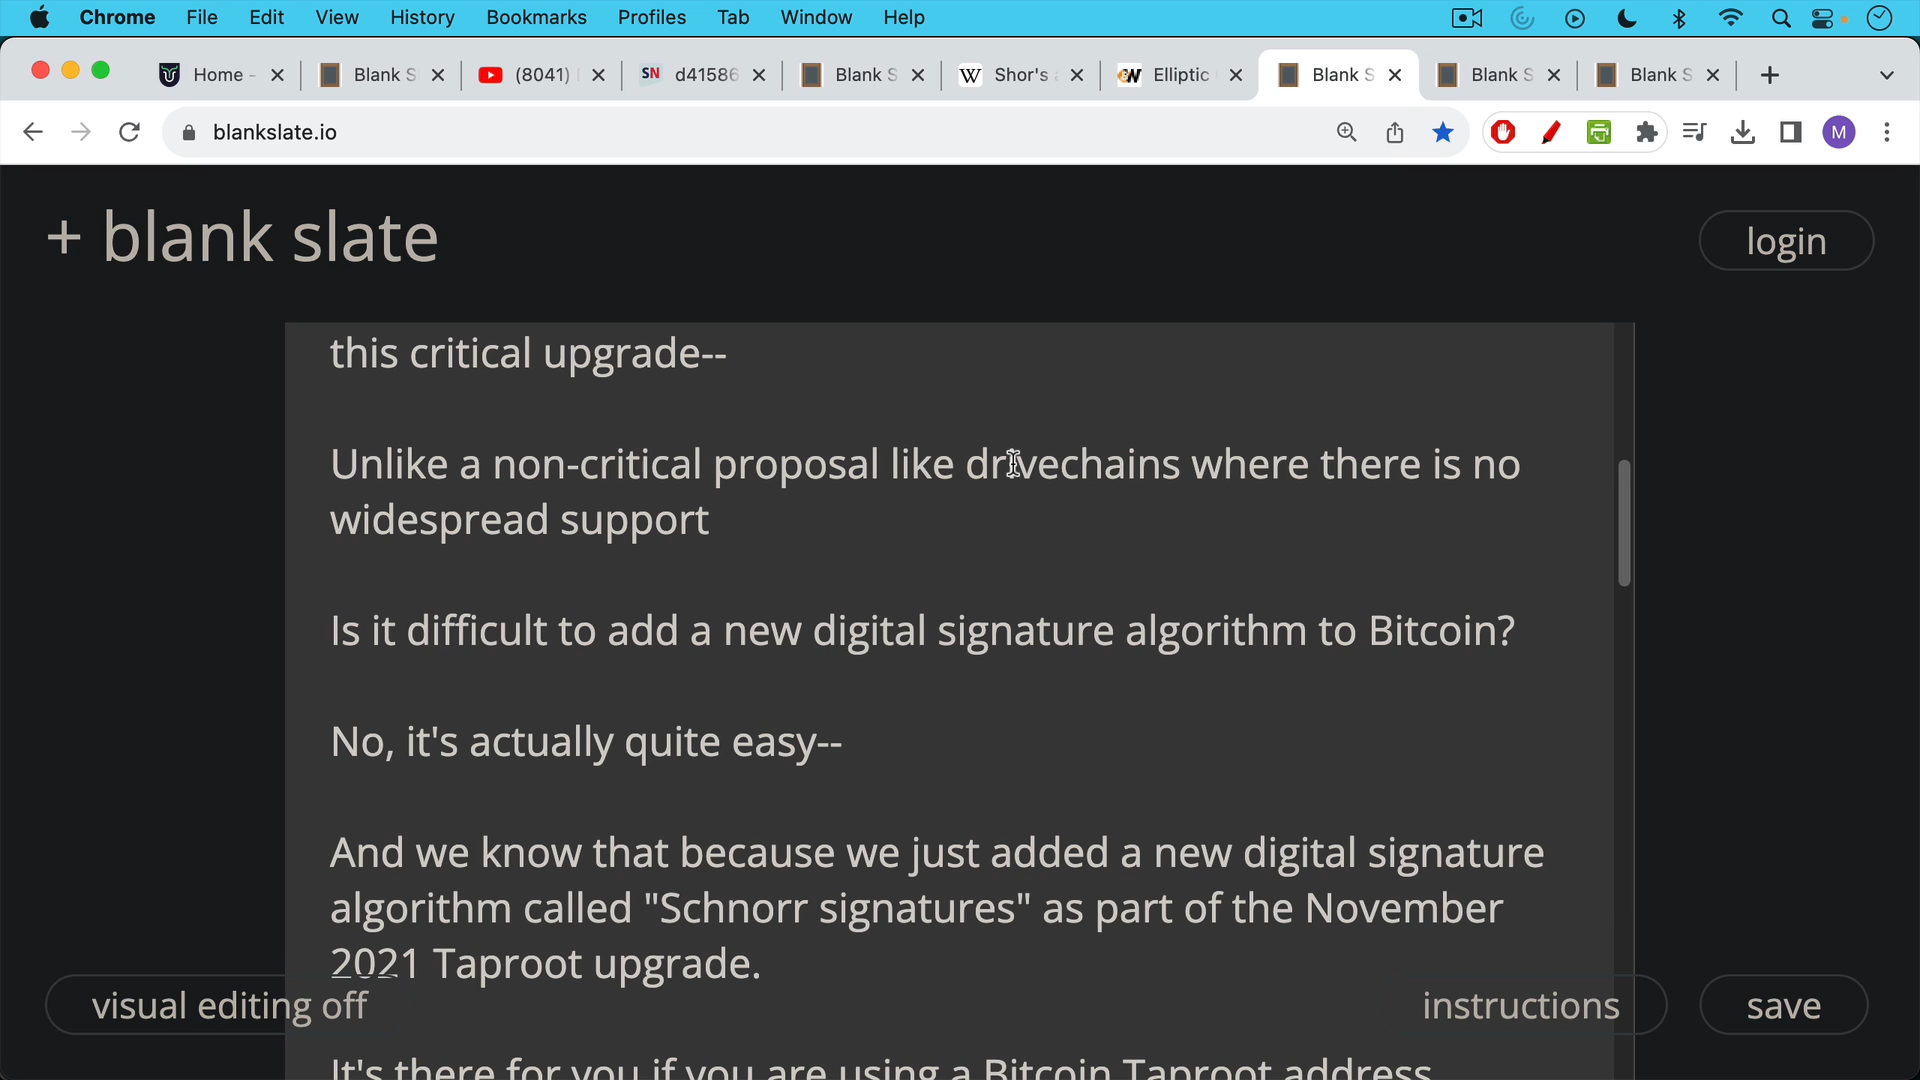 Chrome File Edit View History Bookmarks Profiles Tab Window Help
Home - Blank S (8041) SN d41586 Blank S W Shor's Elliptic Blank S Blank S Blank S
blankslate.io M
+ blank slate
login
this critical upgrade--
Unlike a non-critical proposal like drivechains where there is no
widespread support
Is it difficult to add a new digital signature algorithm to Bitcoin?
No, it's actually quite easy--
And we know that because we just added a new digital signature
algorithm called "Schnorr signatures" as part of the November
2021 Taproot upgrade.
visual editing off instructions save
It's there for you if you are using a Bitcoin Taproot address